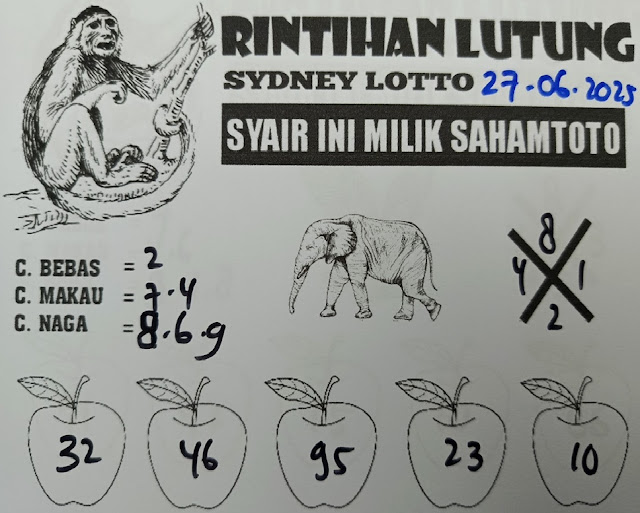 RINTIHAN LUTUNG
SYDNEY LOTTO 27-06-2025
SYAIR INI MILIK SAHAMTOTO
C. BEBAS = 2
C. MAKAU = 7.4
C. NAGA = 8.6.9
8
4 1
2
32 46 95 23 10